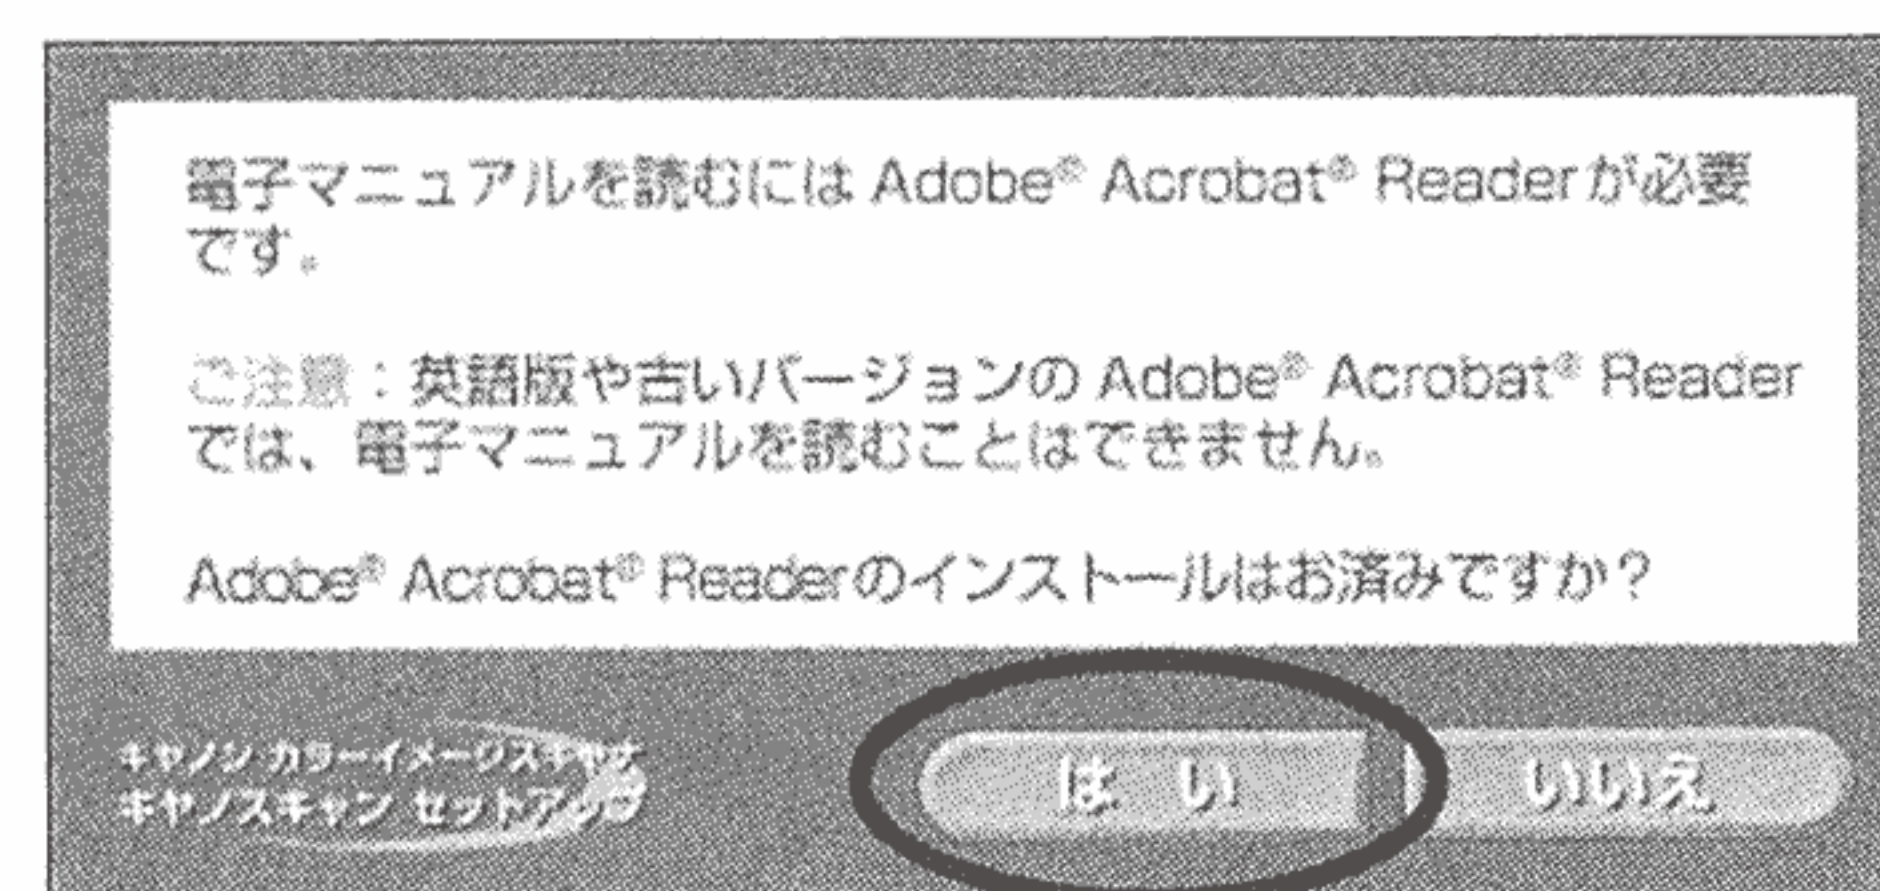 電子マニュアルを読むには Adobe® Acrobat® Readerが必要
です。
ご注意：英語版や古いバージョンの Adobe® Acrobat® Reader
では、電子マニュアルを読むことはできません。
Adobe® Acrobat® Readerのインストールはお済みですか？
キヤノン カラーイメージスキャナ
キヤノスキャン セットアップ
は い
いいえ